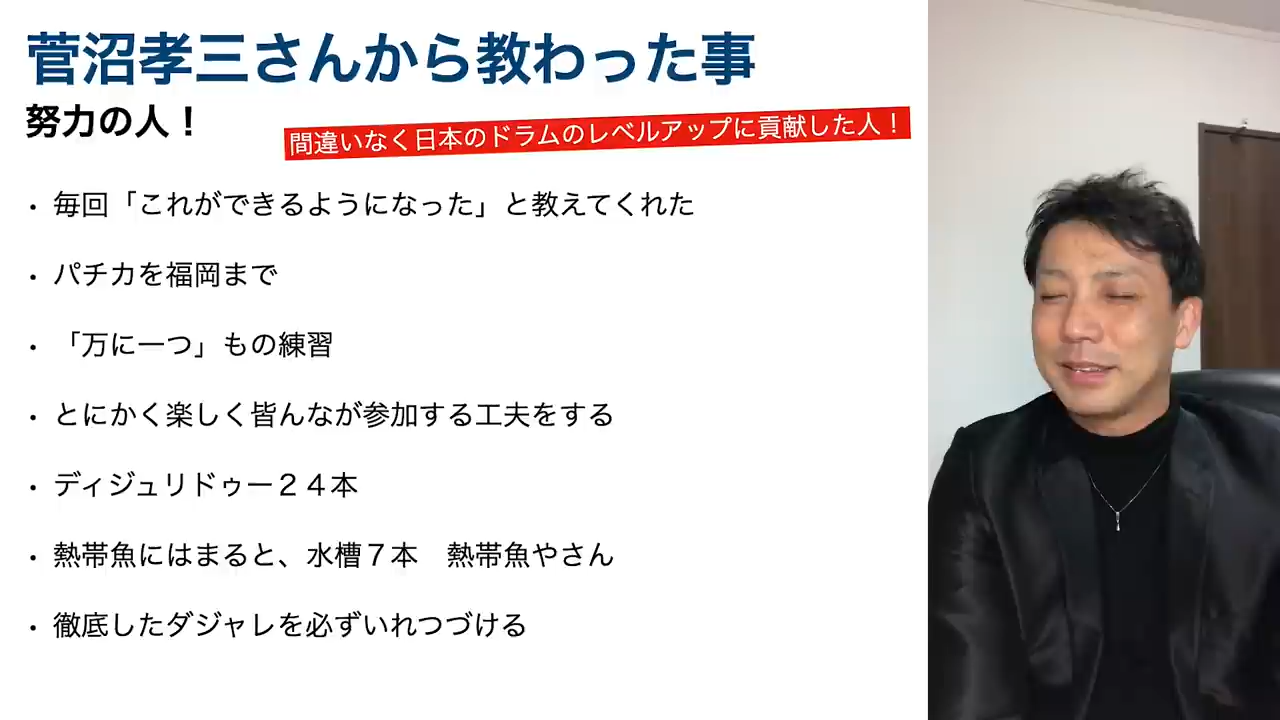 菅沼孝三さんから教わった事
努力の人！
間違いなく日本のドラムのレベルアップに貢献した人！
・毎回「これができるようになった」と教えてくれた
・パチカを福岡まで
・「万に一つ」もの練習
・とにかく楽しく皆んなが参加する工夫をする
・ディジュリドゥー２４本
・熱帯魚にはまると、水槽７本　熱帯魚やさん
・徹底したダジャレを必ずいれつづける